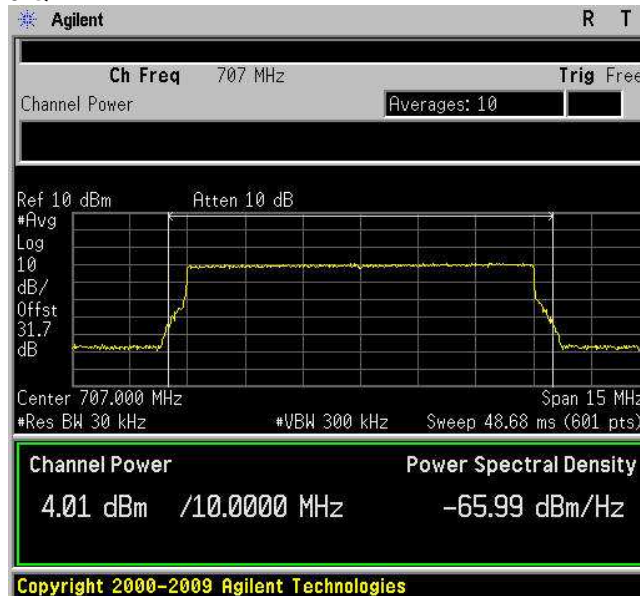 Agilent R T
Ch Freq 707 MHz Trig Free
Channel Power Averages: 10
Ref 10 dBm Atten 10 dB
#Avg
Log
10
dB/
Offst
31.7
dB
Center 707.000 MHz Span 15 MHz
#Res BW 30 kHz #VBW 300 kHz Sweep 48.68 ms (601 pts)
Channel Power Power Spectral Density
4.01 dBm /10.0000 MHz -65.99 dBm/Hz
Copyright 2000-2009 Agilent Technologies